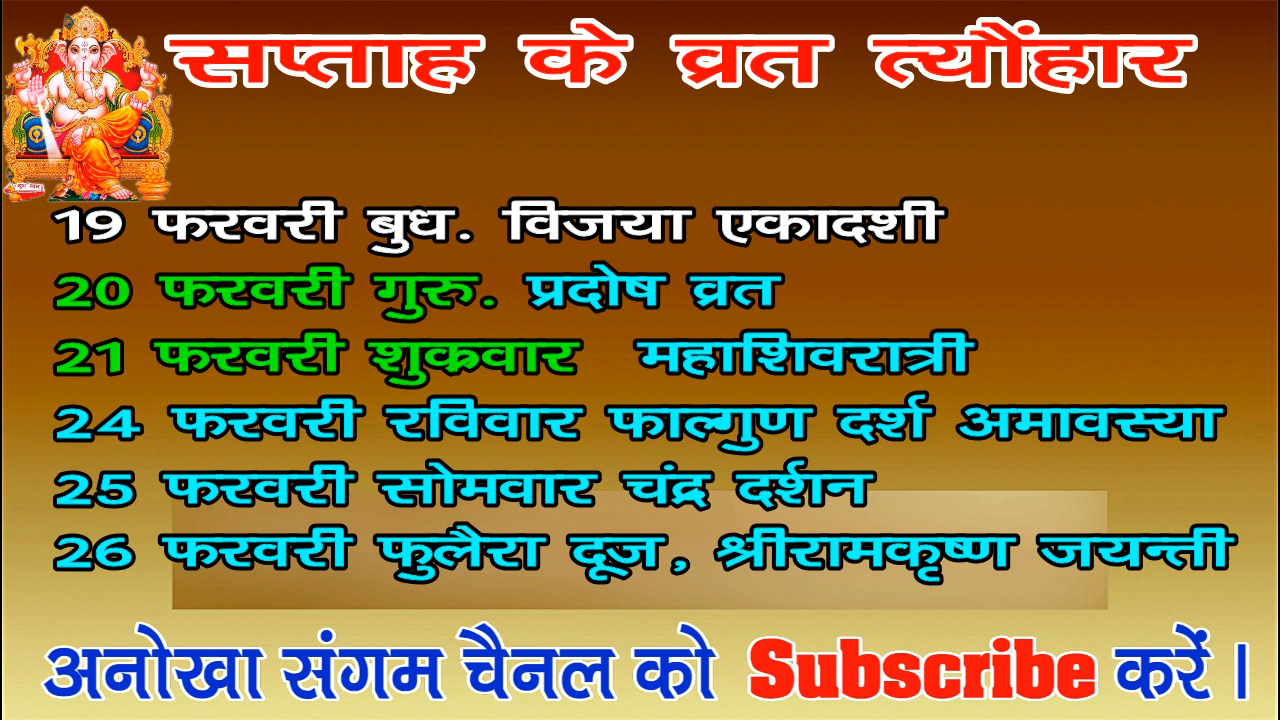 सप्ताह के व्रत त्यौंहार
19 फरवरी बुध. विजया एकादशी
20 फरवरी गुरु. प्रदोष व्रत
21 फरवरी शुक्रवार महाशिवरात्री
24 फरवरी रविवार फाल्गुण दर्श अमावस्या
25 फरवरी सोमवार चंद्र दर्शन
26 फरवरी फुलैरा दूज, श्रीरामकृष्ण जयन्ती
अनोखा संगम चैनल को Subscribe करें।